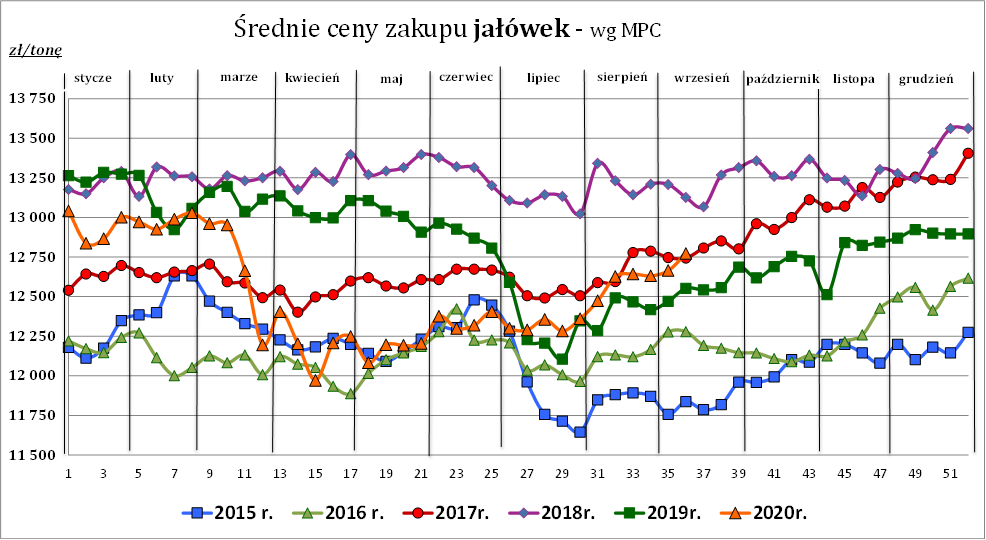 Średnie ceny zakupu jałówek - wg MPC
zł/tonę
stycze luty marze kwiecień maj czerwiec lipiec sierpień wrzesień październik listopa grudzień
13 750
13 500
13 250
13 000
12 750
12 500
12 250
12 000
11 750
11 500
1 3 5 7 9 11 13 15 17 19 21 23 25 27 29 31 33 35 37 39 41 43 45 47 49 51
2015 r. 2016 r. 2017r. 2018r. 2019r. 2020r.